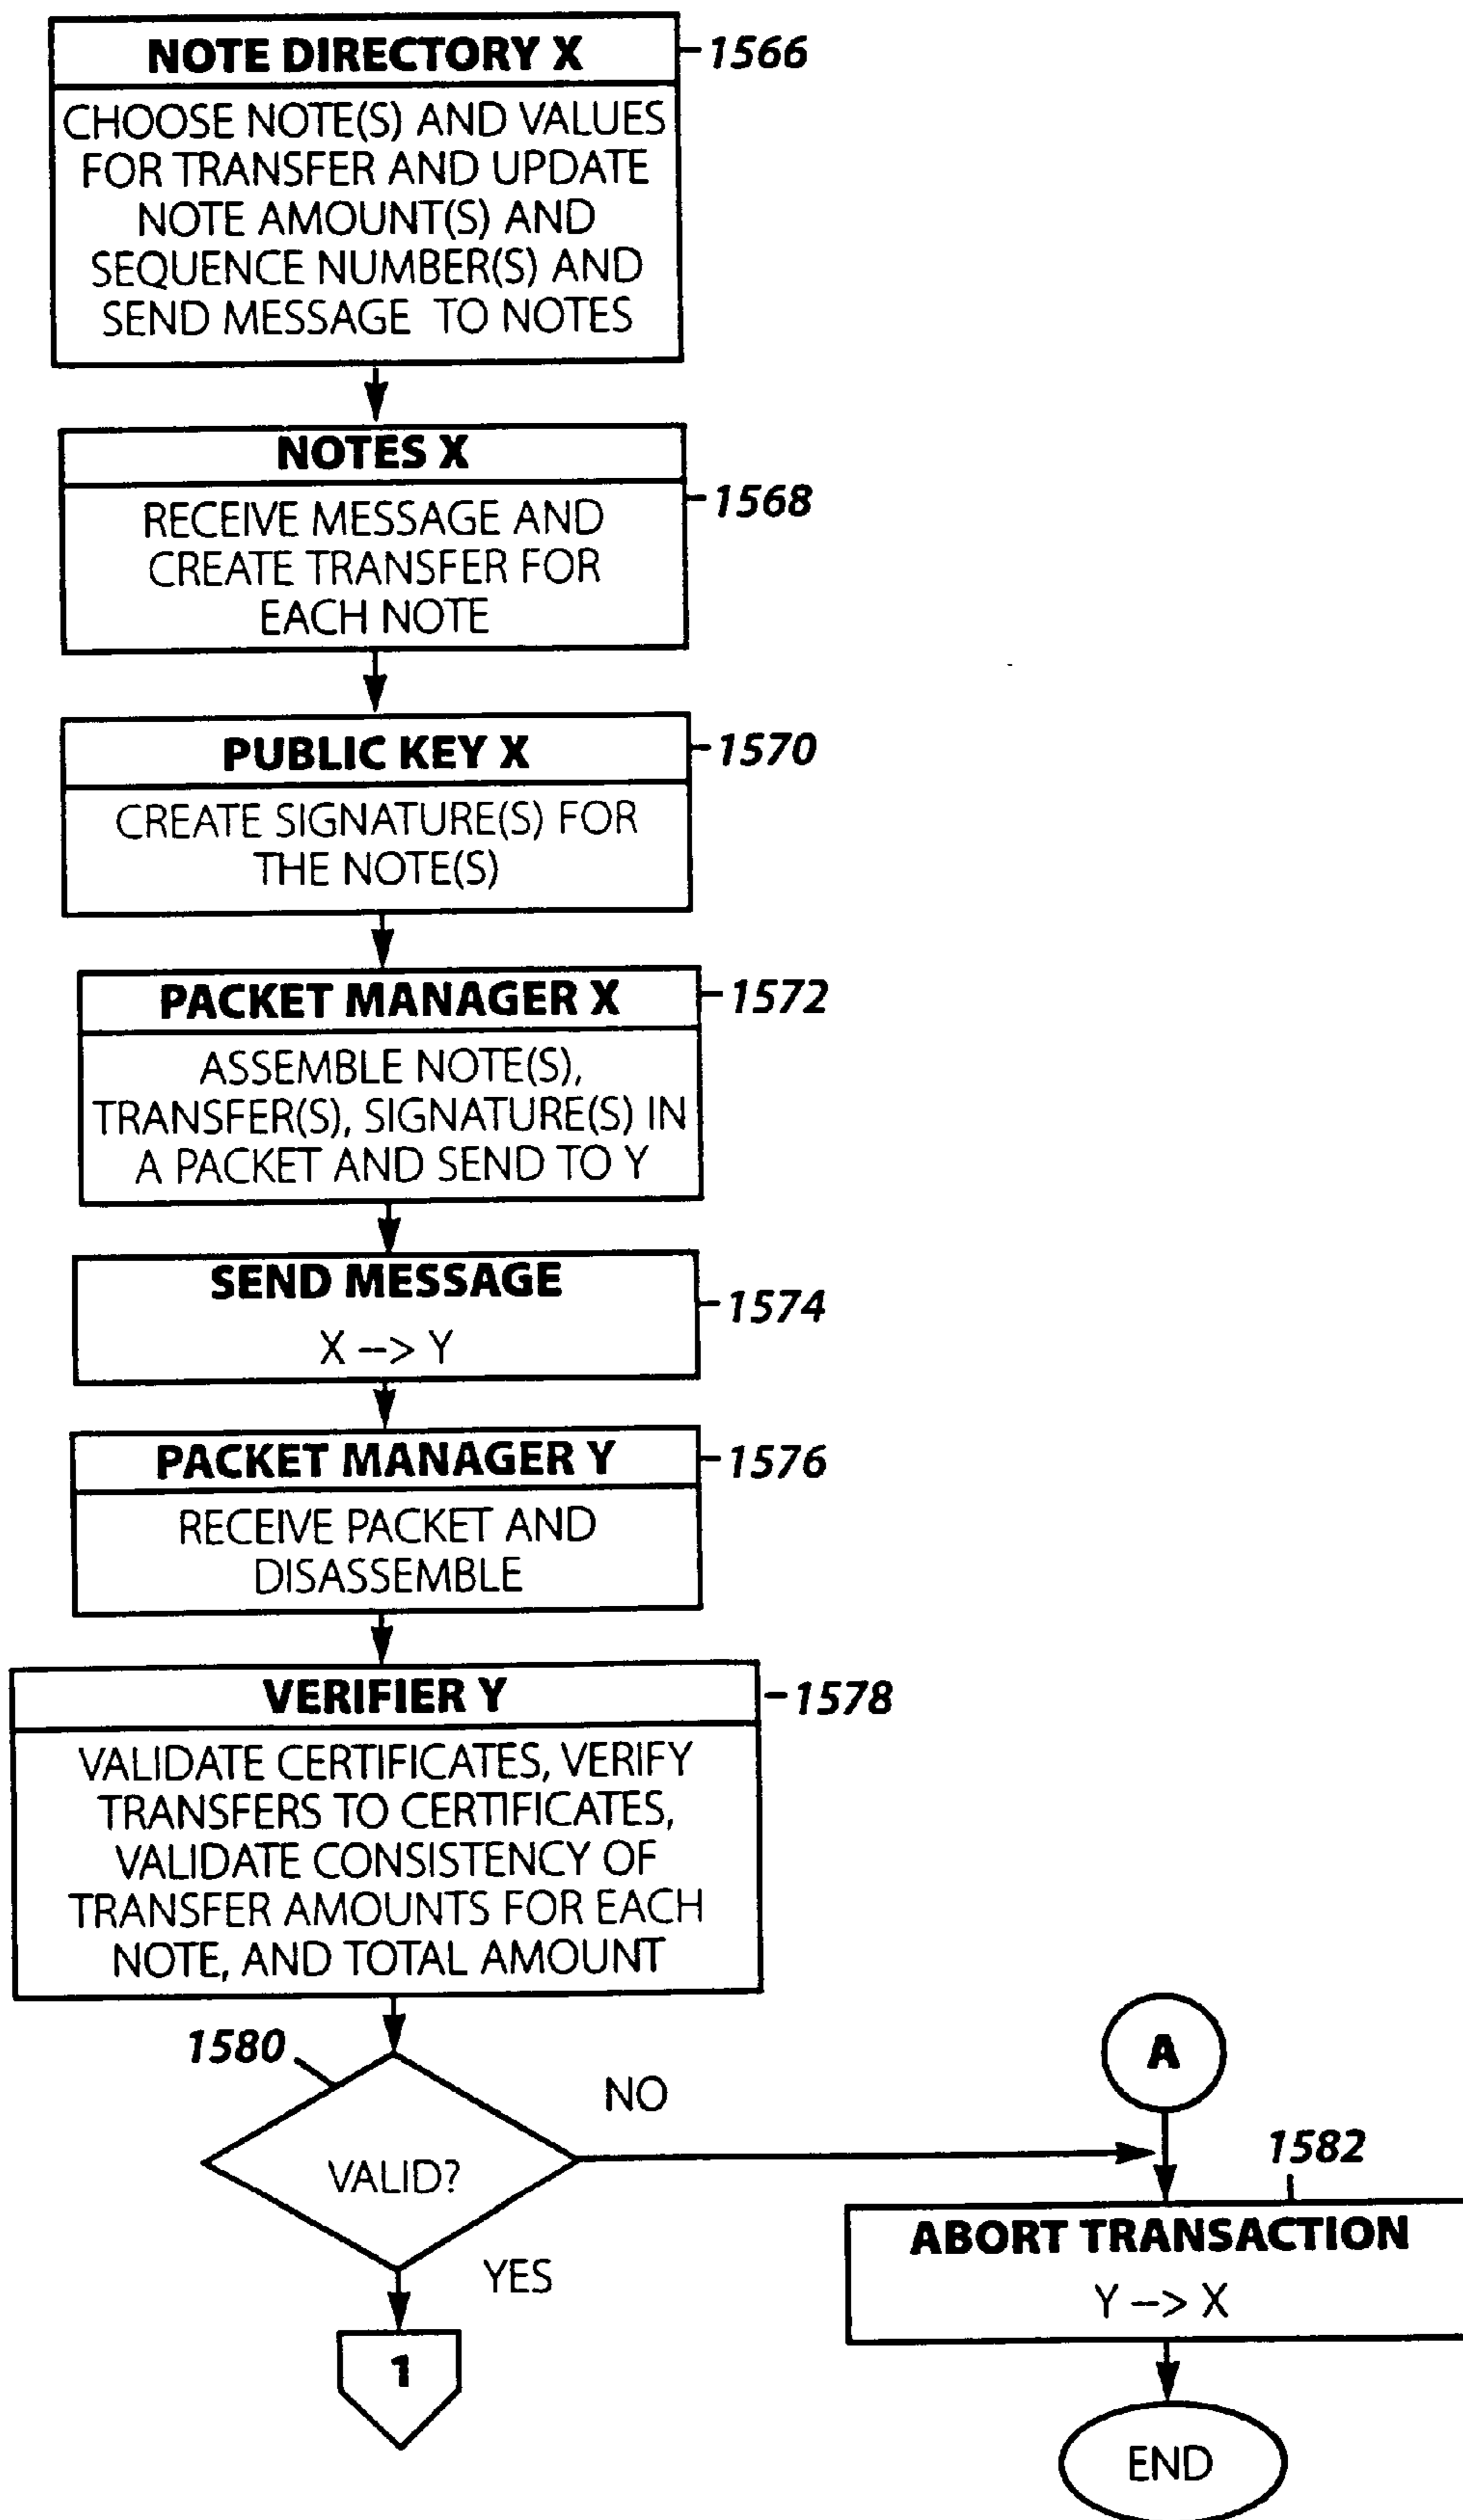 NOTE DIRECTORY X
1566
CHOOSE NOTE(S) AND VALUES
FOR TRANSFER AND UPDATE
NOTE AMOUNT(S) AND
SEQUENCE NUMBER(S) AND
SEND MESSAGE TO NOTES
NOTES X
1568
RECEIVE MESSAGE AND
CREATE TRANSFER FOR
EACH NOTE
PUBLIC KEY X
1570
CREATE SIGNATURE(S) FOR
THE NOTE(S)
PACKET MANAGER X
1572
ASSEMBLE NOTE(S),
TRANSFER(S), SIGNATURE(S) IN
A PACKET AND SEND TO Y
SEND MESSAGE
1574
X --> Y
PACKET MANAGER Y
1576
RECEIVE PACKET AND
DISASSEMBLE
VERIFIER Y
1578
VALIDATE CERTIFICATES, VERIFY
TRANSFERS TO CERTIFICATES,
VALIDATE CONSISTENCY OF
TRANSFER AMOUNTS FOR EACH
NOTE, AND TOTAL AMOUNT
1580
VALID?
NO
YES
1
A
1582
ABORT TRANSACTION
Y --> X
END